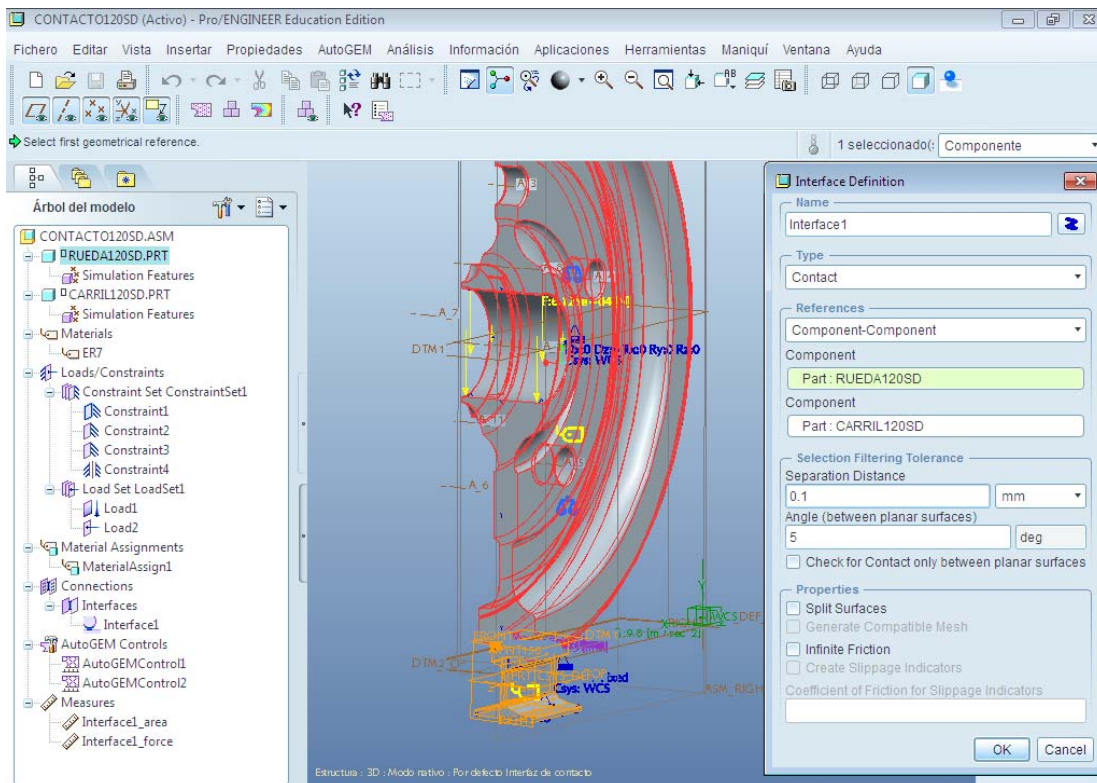 CONTACTO120SD (Activo) - Pro/ENGINEER Education Edition
Fichero Editar Vista Insertar Propiedades AutoGEM Análisis Información Aplicaciones Herramientas Maniquí Ventana Ayuda
Select first geometrical reference.
1 seleccionado(: Componente
Árbol del modelo
CONTACTO120SD.ASM
RUEDA120SD.PRT
Simulation Features
CARRIL120SD.PRT
Simulation Features
Materials
ER7
Loads/Constraints
Constraint Set ConstraintSet1
Constraint1
Constraint2
Constraint3
Constraint4
Load Set LoadSet1
Load1
Load2
Material Assignments
MaterialAssign1
Connections
Interfaces
Interface1
AutoGEM Controls
AutoGEMControl1
AutoGEMControl2
Measures
Interface1_area
Interface1_force
A_3
A_7
DTM1
Csys: WCS
A_11
A_5
A_6
Y
WCS_DEF_
Csys: WCS
ASM_RIGH
Estructura : 3D : Modo nativo : Por defecto Interfaz de contacto
Interface Definition
Name
Interface1
Type
Contact
References
Component-Component
Component
Part : RUEDA120SD
Component
Part : CARRIL120SD
Selection Filtering Tolerance
Separation Distance
0.1 mm
Angle (between planar surfaces)
5 deg
Check for Contact only between planar surfaces
Properties
Split Surfaces
Generate Compatible Mesh
Infinite Friction
Create Slippage Indicators
Coefficient of Friction for Slippage Indicators
OK Cancel